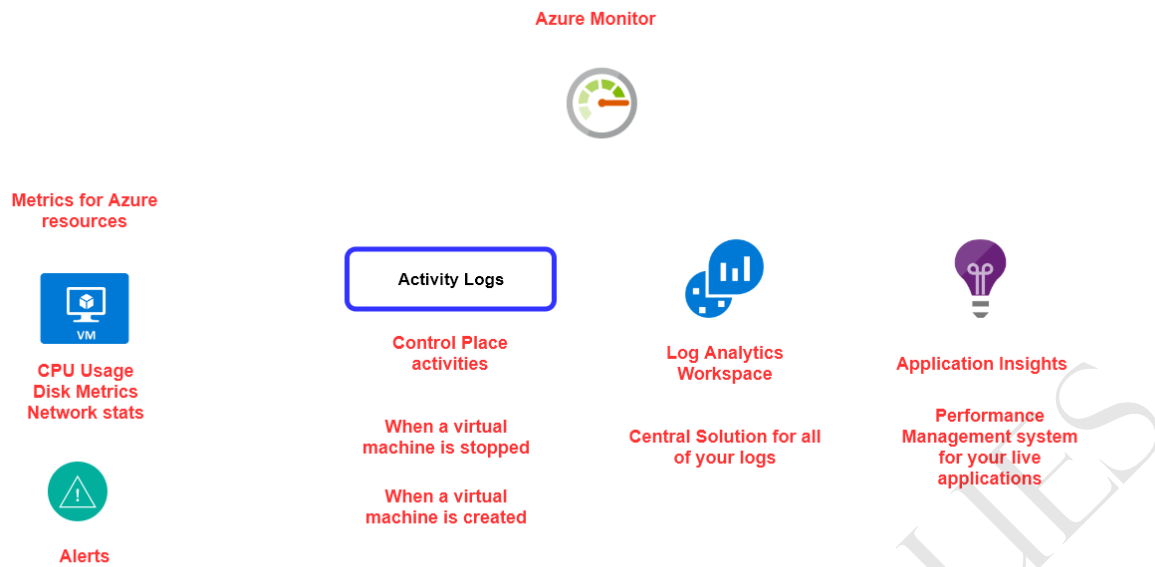 Azure Monitor
Metrics for Azure
resources
VM
CPU Usage
Disk Metrics
Network stats
Alerts
Activity Logs
Control Place
activities
When a virtual
machine is stopped
When a virtual
machine is created
Log Analytics
Workspace
Central Solution for all
of your logs
Application Insights
Performance
Management system
for your live
applications